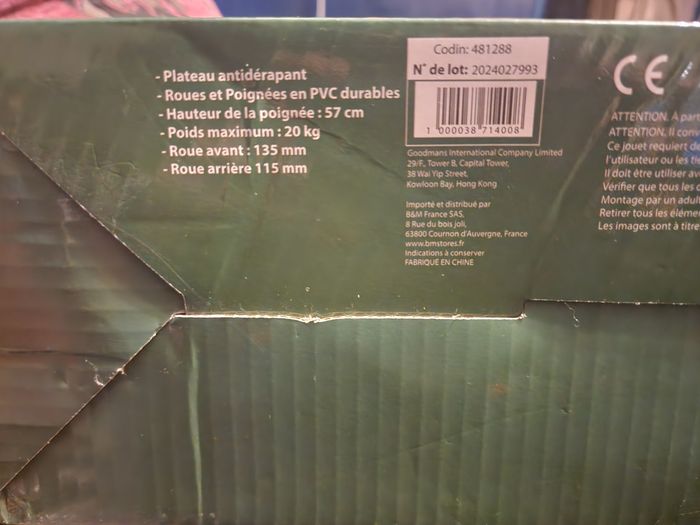 - Plateau antidérapant
- Roues et Poignées en PVC durables
- Hauteur de la poignée : 57 cm
- Poids maximum : 20 kg
- Roue avant : 135 mm
- Roue arrière 115 mm
Codin: 481288
N° de lot: 2024027993
1 000038 714008
Goodmans International Company Limited
29/F., Tower B, Capital Tower,
38 Wai Yip Street,
Kowloon Bay, Hong Kong
Importé et distribué par
B&M France SAS,
8 Rue du bois joli,
63800 Cournon d'Auvergne, France
www.bmstores.fr
Indications à conserver
FABRIQUÉ EN CHINE
CE
ATTENTION. À part
ATTENTION. Il conv
Ce jouet requiert de
l'utilisateur ou les
Il doit être utiliser
Vérifier que tous les
Montage par un adul
Retirer tous les élém
Les images sont à titre